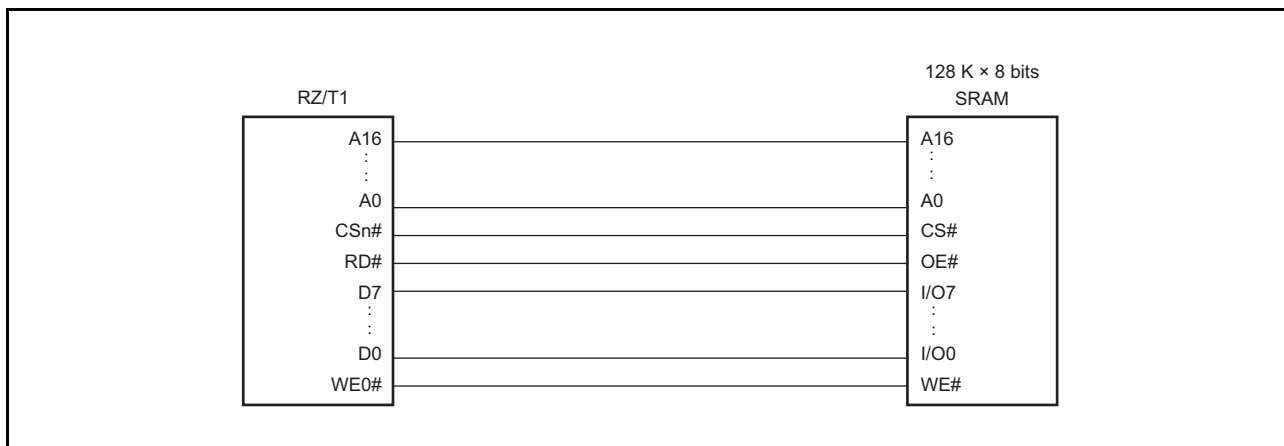 128 K × 8 bits
RZ/T1
SRAM
A16
A16
:
:
:
:
A0
A0
CSn#
CS#
RD#
OE#
D7
I/O7
:
:
:
:
D0
I/O0
WE0#
WE#